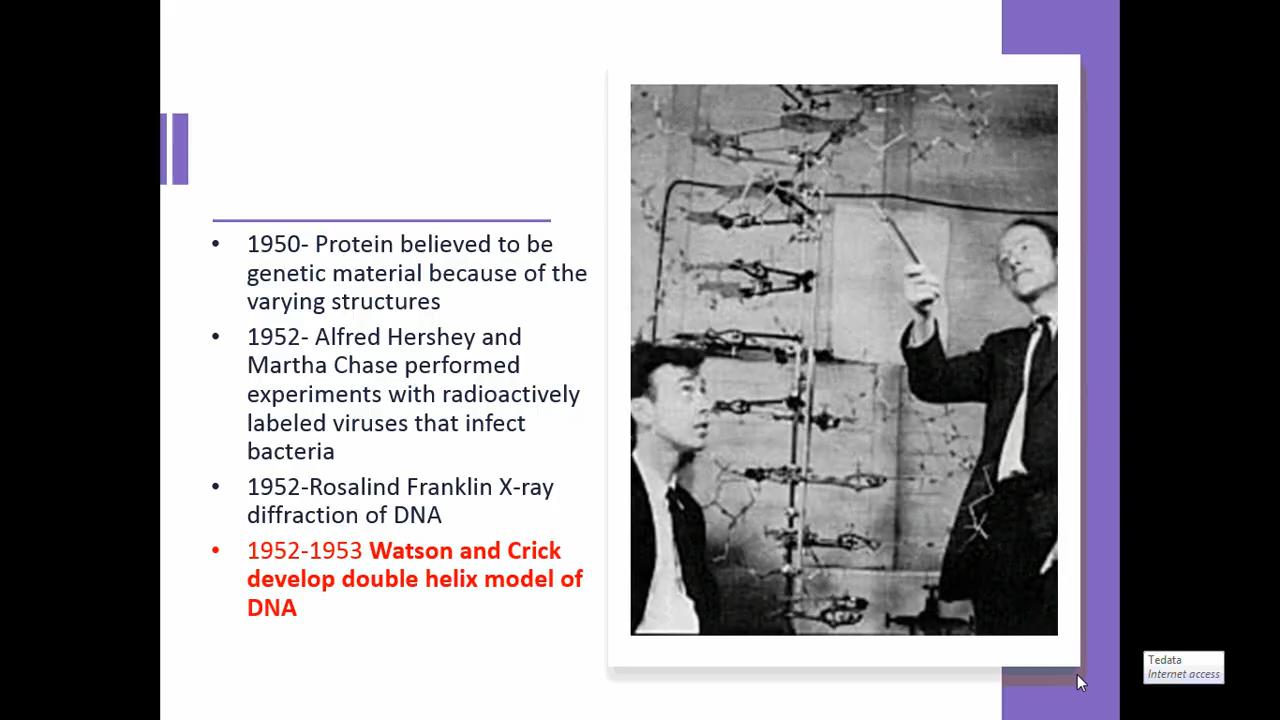 • 1950- Protein believed to be
genetic material because of the
varying structures
• 1952- Alfred Hershey and
Martha Chase performed
experiments with radioactively
labeled viruses that infect
bacteria
• 1952-Rosalind Franklin X-ray
diffraction of DNA
• 1952-1953 Watson and Crick
develop double helix model of
DNA
Tedata
Internet access